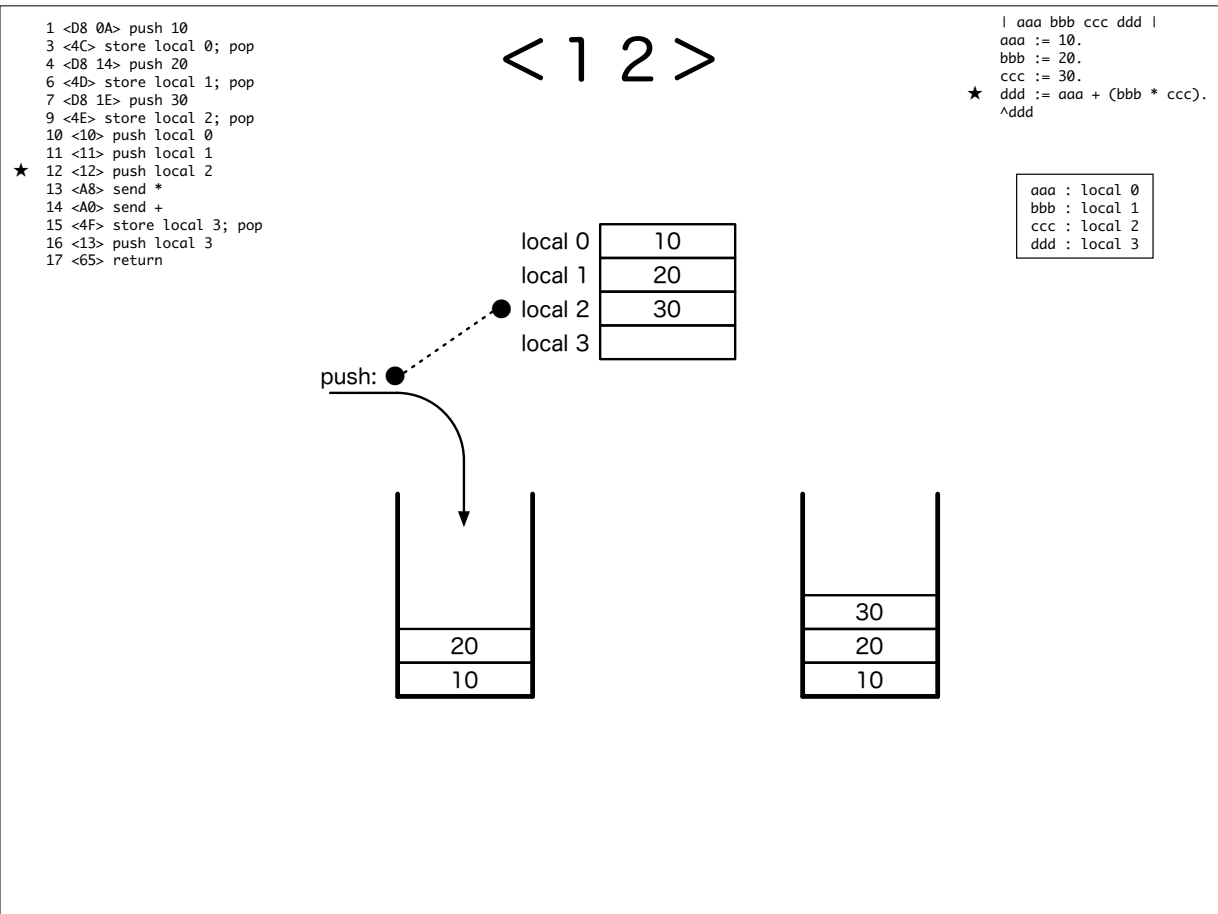 1 <D8 0A> push 10
3 <4C> store local 0; pop
4 <D8 14> push 20
6 <4D> store local 1; pop
7 <D8 1E> push 30
9 <4E> store local 2; pop
10 <10> push local 0
11 <11> push local 1
★ 12 <12> push local 2
13 <A8> send *
14 <A0> send +
15 <4F> store local 3; pop
16 <13> push local 3
17 <65> return
<12>
| aaa bbb ccc ddd |
aaa := 10.
bbb := 20.
ccc := 30.
★ ddd := aaa + (bbb * ccc).
^ddd
aaa : local 0
bbb : local 1
ccc : local 2
ddd : local 3
local 0 10
local 1 20
local 2 30
local 3
push:
20
10
30
20
10